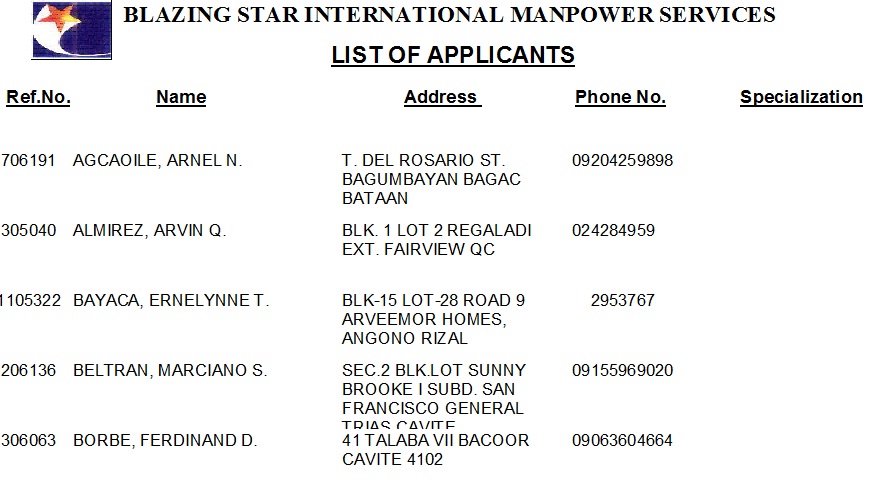 BLAZING STAR INTERNATIONAL MANPOWER SERVICES
LIST OF APPLICANTS
Ref.No. Name Address Phone No. Specialization
706191 AGCAOILE, ARNEL N. T. DEL ROSARIO ST. 09204259898
BAGUMBAYAN BAGAC
BATAAN
305040 ALMIREZ, ARVIN Q. BLK. 1 LOT 2 REGALADI 024284959
EXT. FAIRVIEW QC
1105322 BAYACA, ERNELYNNE T. BLK-15 LOT-28 ROAD 9 2953767
ARVEEMOR HOMES,
ANGONO RIZAL
206136 BELTRAN, MARCIANO S. SEC.2 BLK.LOT SUNNY 09155969020
BROOKE I SUBD. SAN
FRANCISCO GENERAL
TRIAS CAVITE
306063 BORBE, FERDINAND D. 41 TALABA VII BACOOR 09063604664
CAVITE 4102